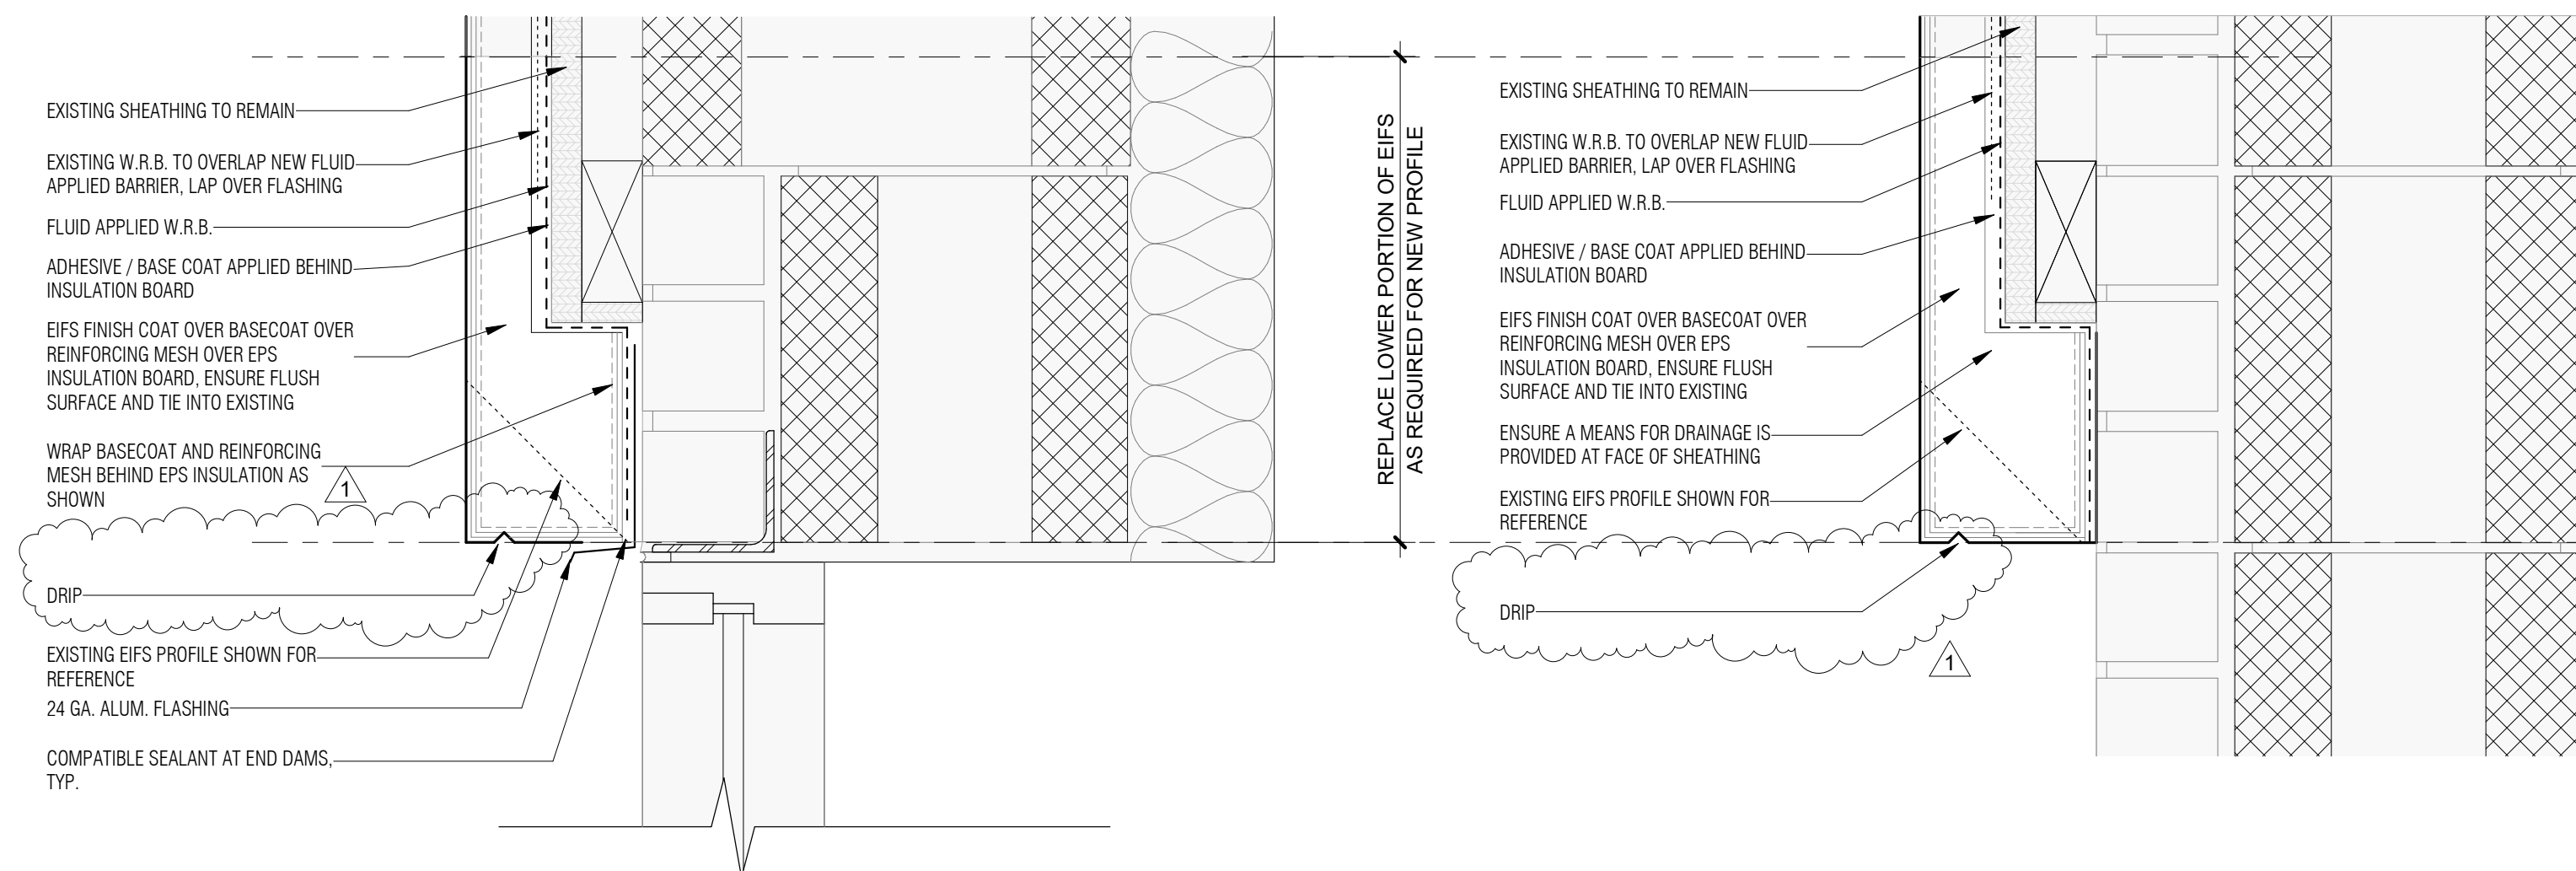 EXISTING SHEATHING TO REMAIN
EXISTING W.R.B. TO OVERLAP NEW FLUID
APPLIED BARRIER, LAP OVER FLASHING
FLUID APPLIED W.R.B.
ADHESIVE / BASE COAT APPLIED BEHIND
INSULATION BOARD
EIFS FINISH COAT OVER BASECOAT OVER
REINFORCING MESH OVER EPS
INSULATION BOARD, ENSURE FLUSH
SURFACE AND TIE INTO EXISTING
WRAP BASECOAT AND REINFORCING
MESH BEHIND EPS INSULATION AS
SHOWN
1
DRIP
EXISTING EIFS PROFILE SHOWN FOR
REFERENCE
24 GA. ALUM. FLASHING
COMPATIBLE SEALANT AT END DAMS,
TYP.
REPLACE LOWER PORTION OF EIFS
AS REQUIRED FOR NEW PROFILE
EXISTING SHEATHING TO REMAIN
EXISTING W.R.B. TO OVERLAP NEW FLUID
APPLIED BARRIER, LAP OVER FLASHING
FLUID APPLIED W.R.B.
ADHESIVE / BASE COAT APPLIED BEHIND
INSULATION BOARD
EIFS FINISH COAT OVER BASECOAT OVER
REINFORCING MESH OVER EPS
INSULATION BOARD, ENSURE FLUSH
SURFACE AND TIE INTO EXISTING
ENSURE A MEANS FOR DRAINAGE IS
PROVIDED AT FACE OF SHEATHING
EXISTING EIFS PROFILE SHOWN FOR
REFERENCE
DRIP
1